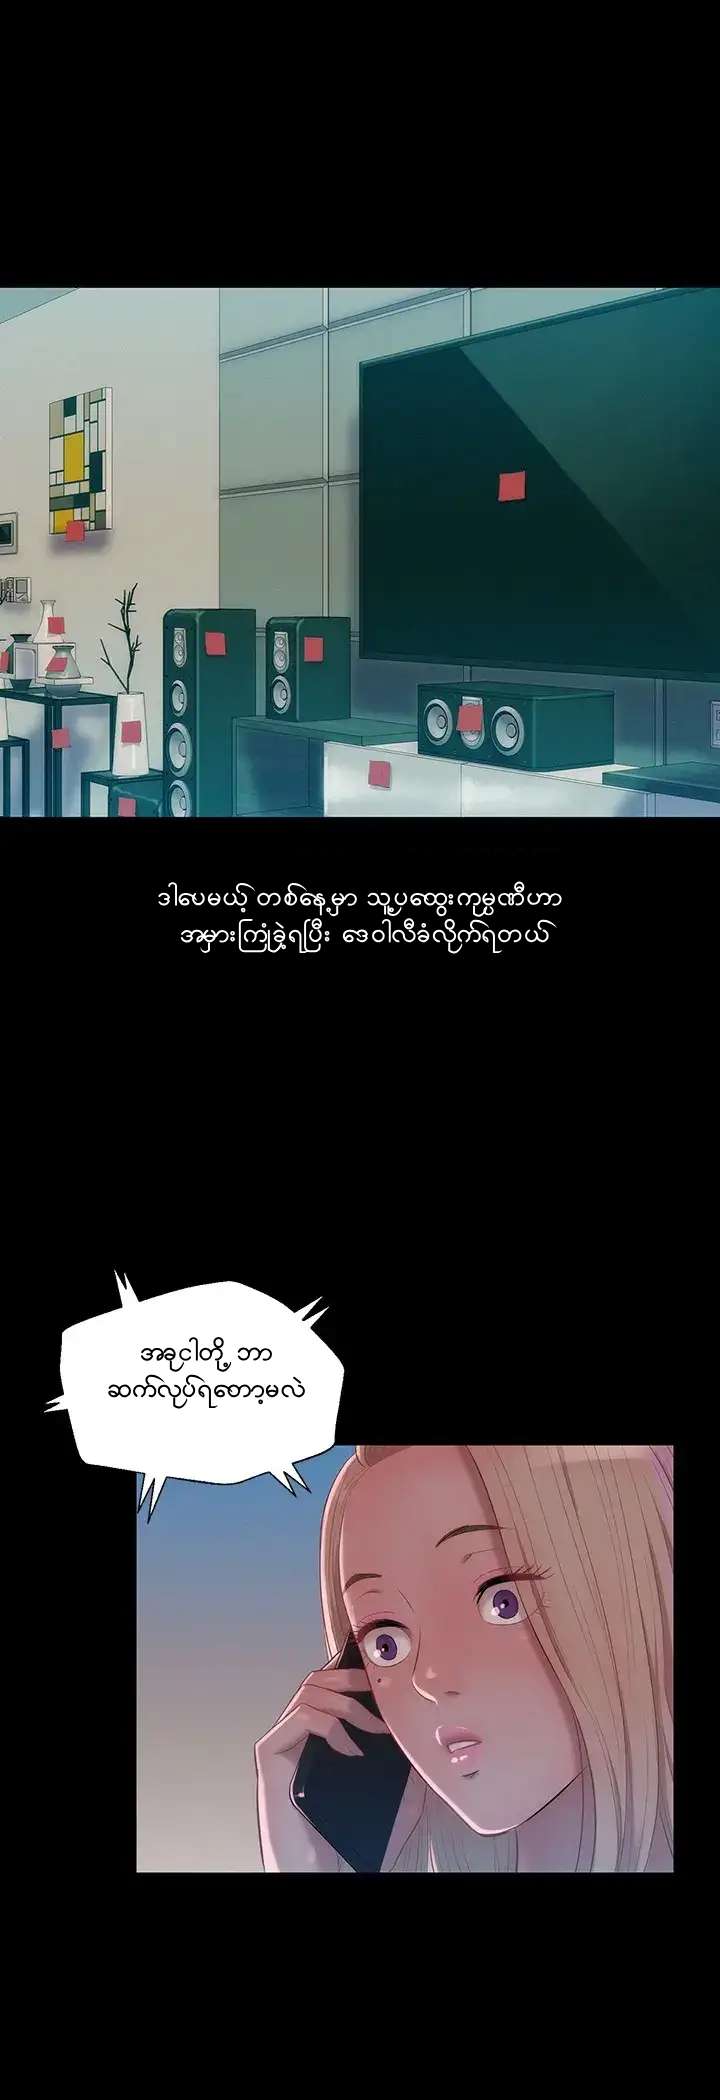 ဒါပေမယ့် တစ်နေ့မှာ သူ့ပထွေးကုမ္ပဏီဟာ
အမှားကြုံခဲ့ရပြီး ဒေဝါလီခံလိုက်ရတယ်
အခုငါတို့ ဘာ
ဆက်လုပ်ရတော့မလဲ